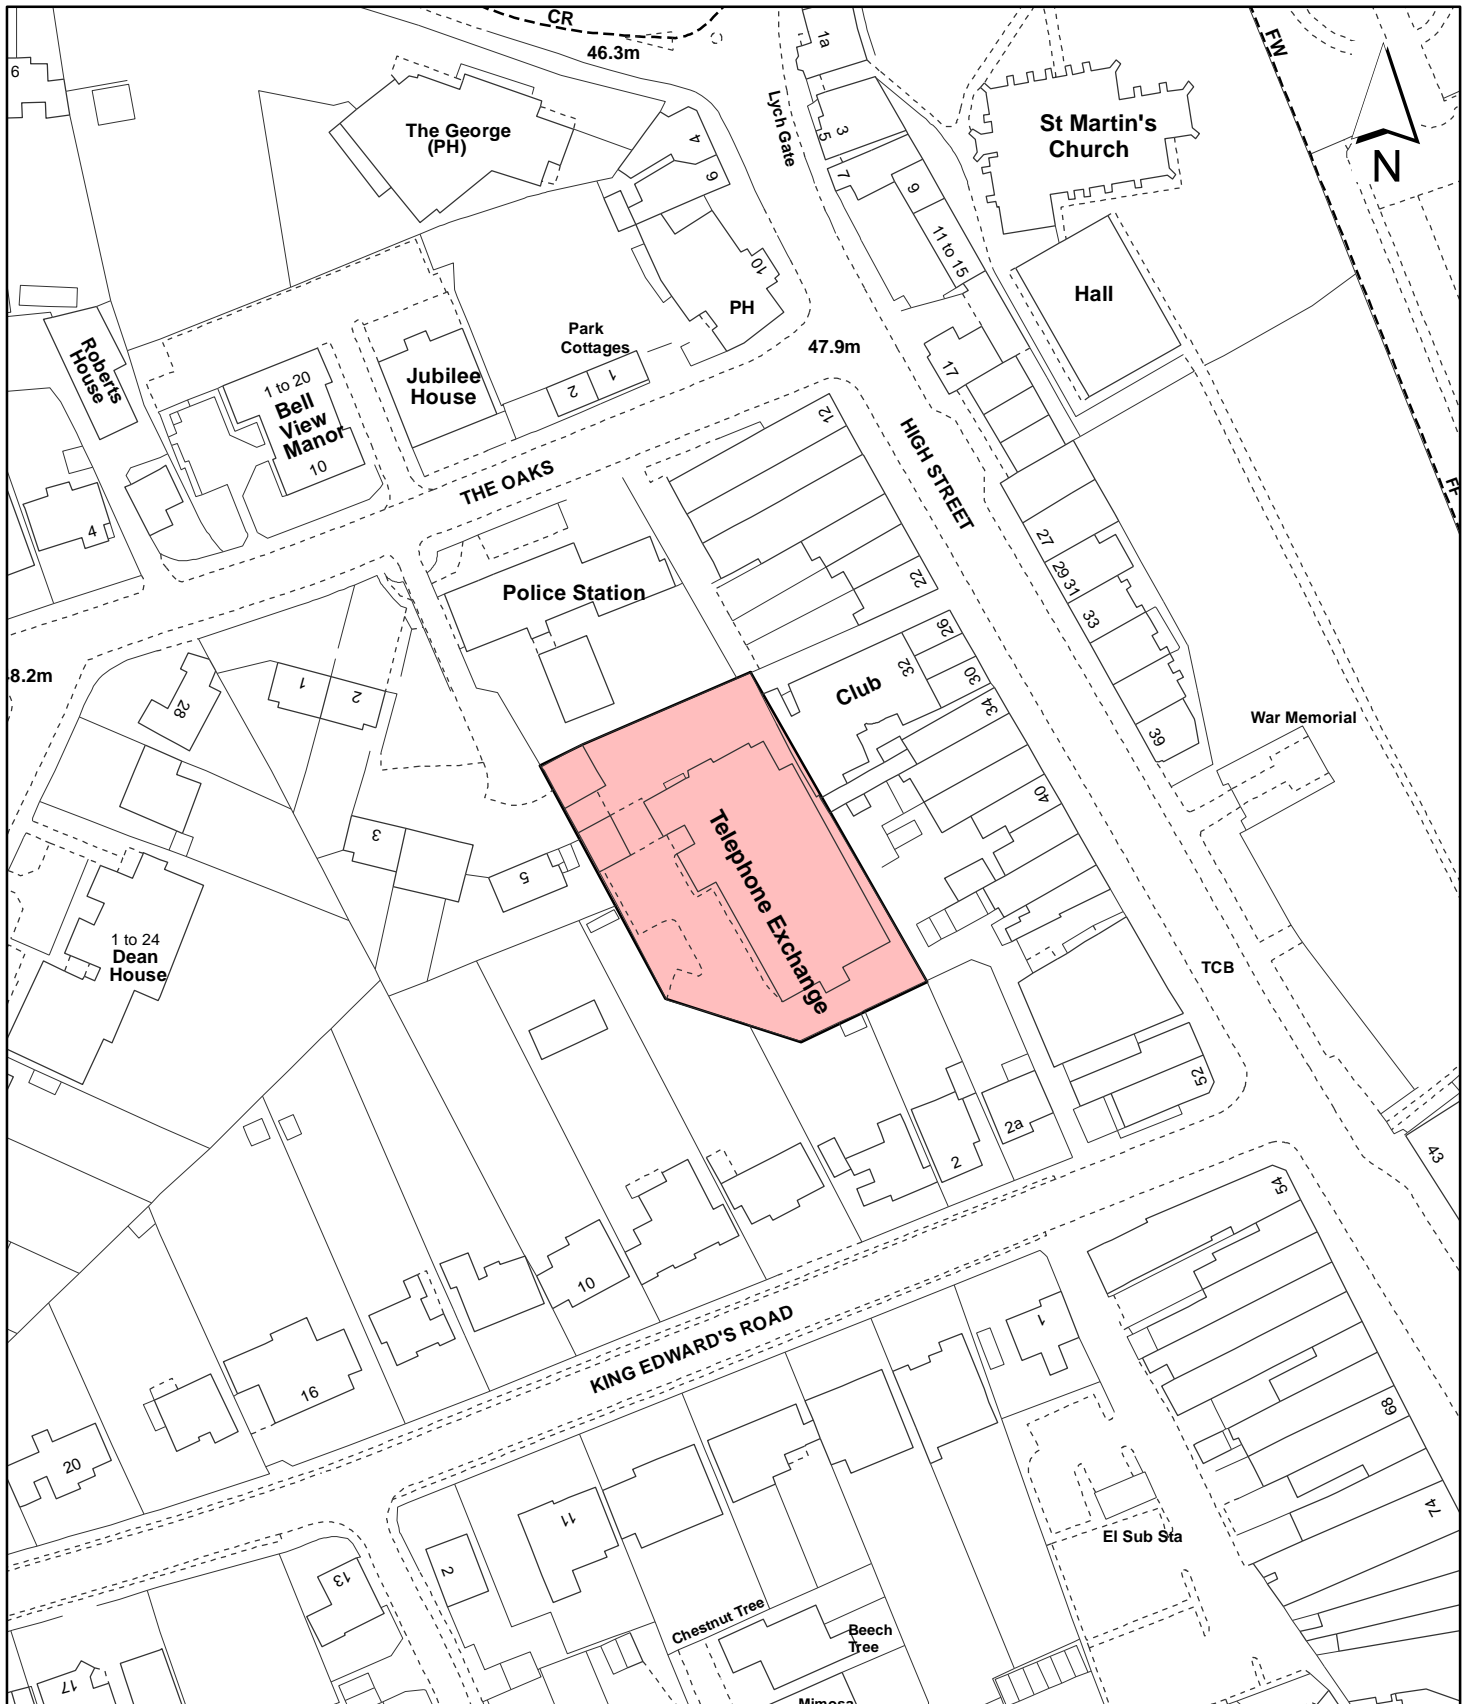 CR
46.3m
FW
6
1a
The George
(PH)
4
6
Lych Gate
3
5
7
9
11 to 15
St Martin's
Church
N
Hall
10
PH
Roberts
House
Park
Cottages
47.9m
17
1 to 20
Bell
View
Manor
10
Jubilee
House
2
1
12
HIGH STREET
THE OAKS
FF
4
27
29 31
33
Police Station
22
26
8.2m
28
1
2
Club
32
30
34
39
War Memorial
40
Telephone Exchange
3
5
1 to 24
Dean
House
TCB
52
2a
2
43
54
10
KING EDWARD'S ROAD
1
16
68
20
74
11
El Sub Sta
2
13
Chestnut Tree
Beech
Tree
17
Mimosa